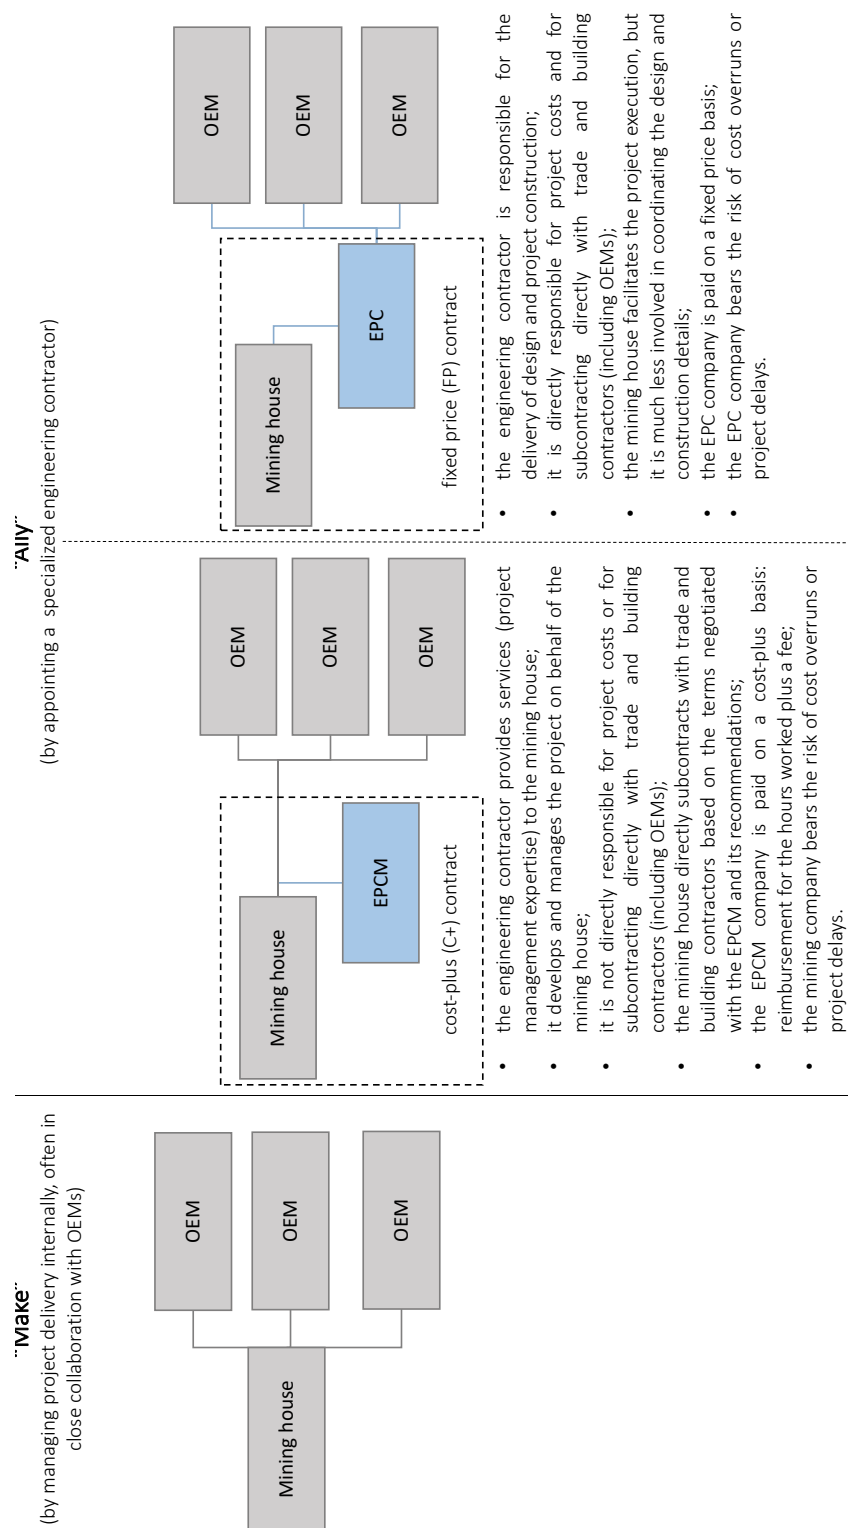 "Make"
(by managing project delivery internally, often in
close collaboration with OEMs)
Mining house
OEM
OEM
OEM
"Ally"
(by appointing a specialized engineering contractor)
Mining house
EPCM
cost-plus (C+) contract
OEM
OEM
OEM
• the engineering contractor provides services (project
management expertise) to the mining house;
• it develops and manages the project on behalf of the
mining house;
• it is not directly responsible for project costs or for
subcontracting directly with trade and building
contractors (including OEMs);
• the mining house directly subcontracts with trade and
building contractors based on the terms negotiated
with the EPCM and its recommendations;
• the EPCM company is paid on a cost-plus basis:
reimbursement for the hours worked plus a fee;
• the mining company bears the risk of cost overruns or
project delays.
Mining house
EPC
fixed price (FP) contract
OEM
OEM
OEM
• the engineering contractor is responsible for the
delivery of design and project construction;
• it is directly responsible for project costs and for
subcontracting directly with trade and building
contractors (including OEMs);
• the mining house facilitates the project execution, but
it is much less involved in coordinating the design and
construction details;
• the EPC company is paid on a fixed price basis;
• the EPC company bears the risk of cost overruns or
project delays.